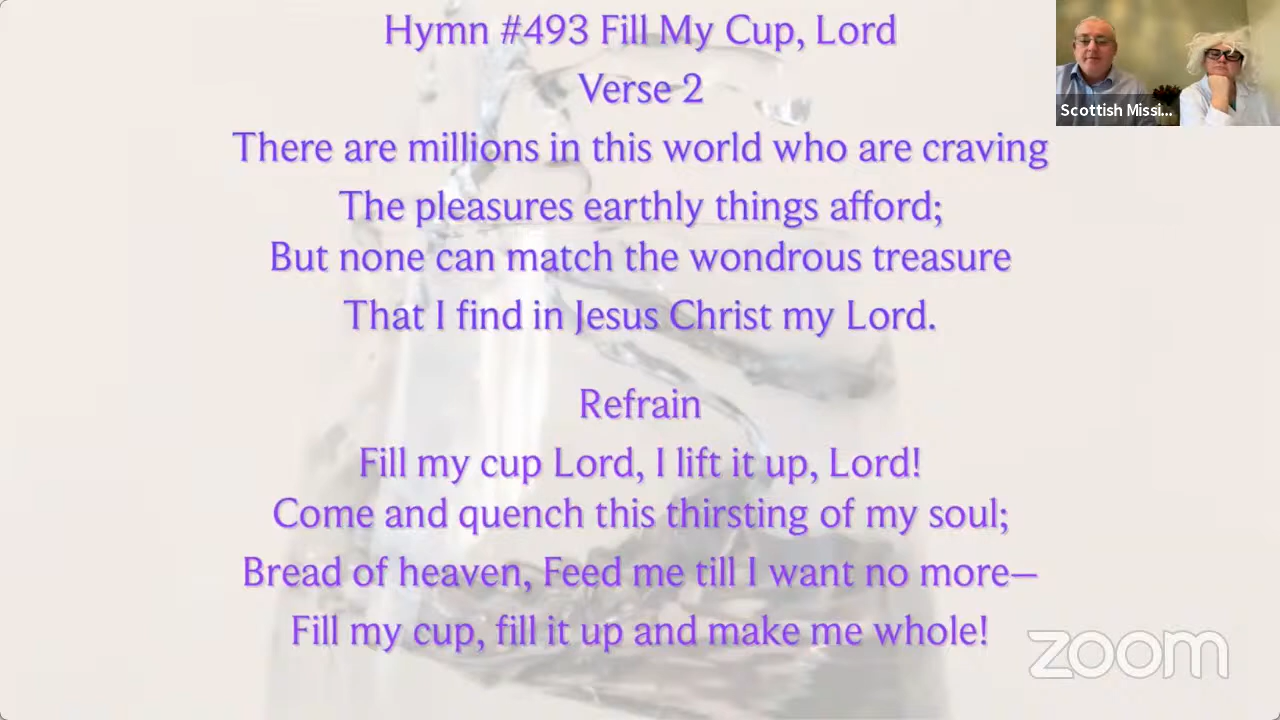 Hymn #493 Fill My Cup, Lord
Verse 2
There are millions in this world who are craving
The pleasures earthly things afford;
But none can match the wondrous treasure
That I find in Jesus Christ my Lord.
Refrain
Fill my cup Lord, I lift it up, Lord!
Come and quench this thirsting of my soul;
Bread of heaven, Feed me till I want no more—
Fill my cup, fill it up and make me whole!
Scottish Missi...
zoom